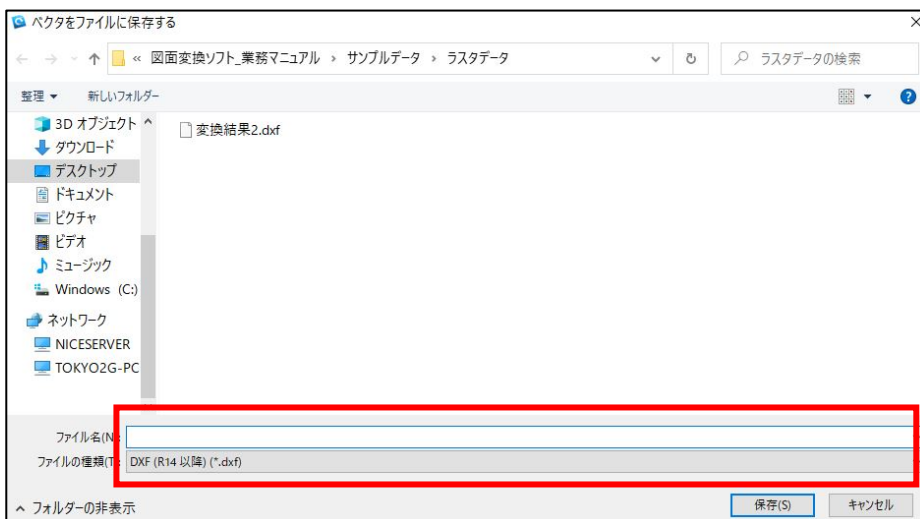 ベクタをファイルに保存する
« 図面変換ソフト_業務マニュアル › サンプルデータ › ラスタデータ
ラスタデータの検索
整理 新しいフォルダー
3D オブジェクト
ダウンロード
デスクトップ
ドキュメント
ピクチャ
ビデオ
ミュージック
Windows (C:)
ネットワーク
NICESERVER
TOKYO2G-PC
変換結果2.dxf
ファイル名(N):
ファイルの種類(T): DXF (R14 以降) (*.dxf)
フォルダーの非表示
保存(S) キャンセル